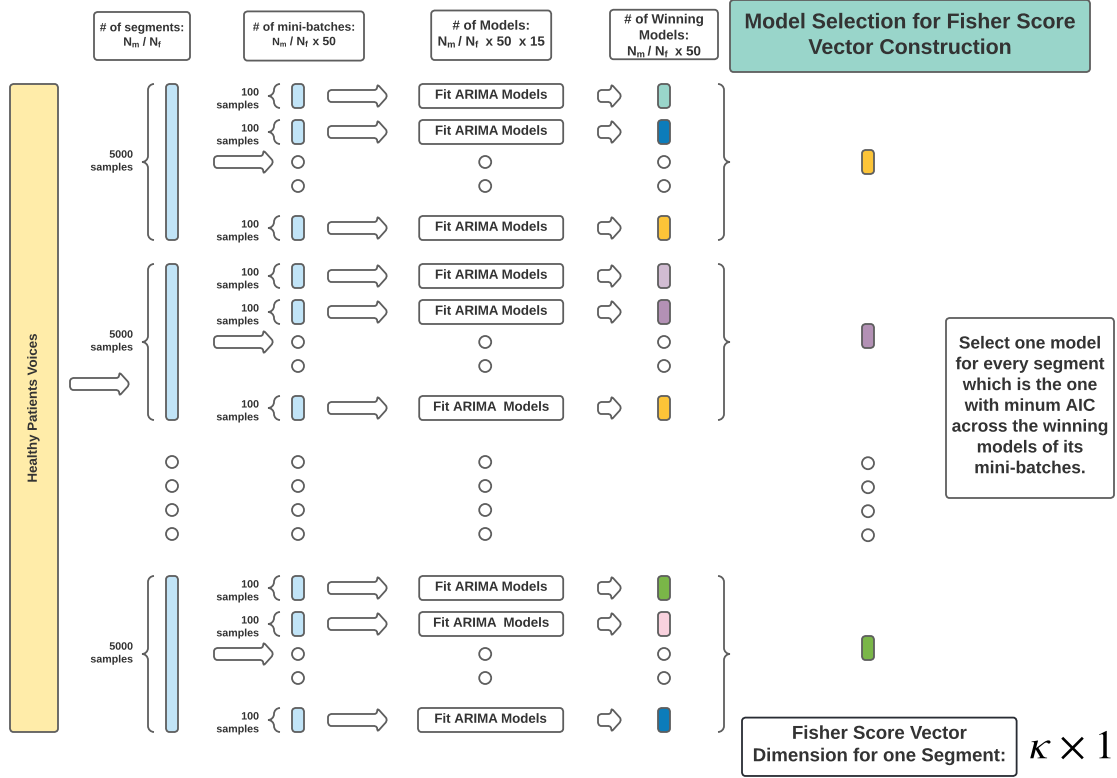 # of segments:
Nm / Nf
# of mini-batches:
Nm / Nf x 50
# of Models:
Nm / Nf x 50 x 15
# of Winning
Models:
Nm / Nf x 50
Model Selection for Fisher Score
Vector Construction
Healthy Patients Voices
5000
samples
100
samples
Fit ARIMA Models
100
samples
Fit ARIMA Models
100
samples
Fit ARIMA Models
5000
samples
100
samples
Fit ARIMA Models
100
samples
Fit ARIMA Models
100
samples
Fit ARIMA Models
Select one model
for every segment
which is the one
with minum AIC
across the winning
models of its
mini-batches.
5000
samples
100
samples
Fit ARIMA Models
100
samples
Fit ARIMA Models
100
samples
Fit ARIMA Models
Fisher Score Vector
Dimension for one Segment:
κ × 1